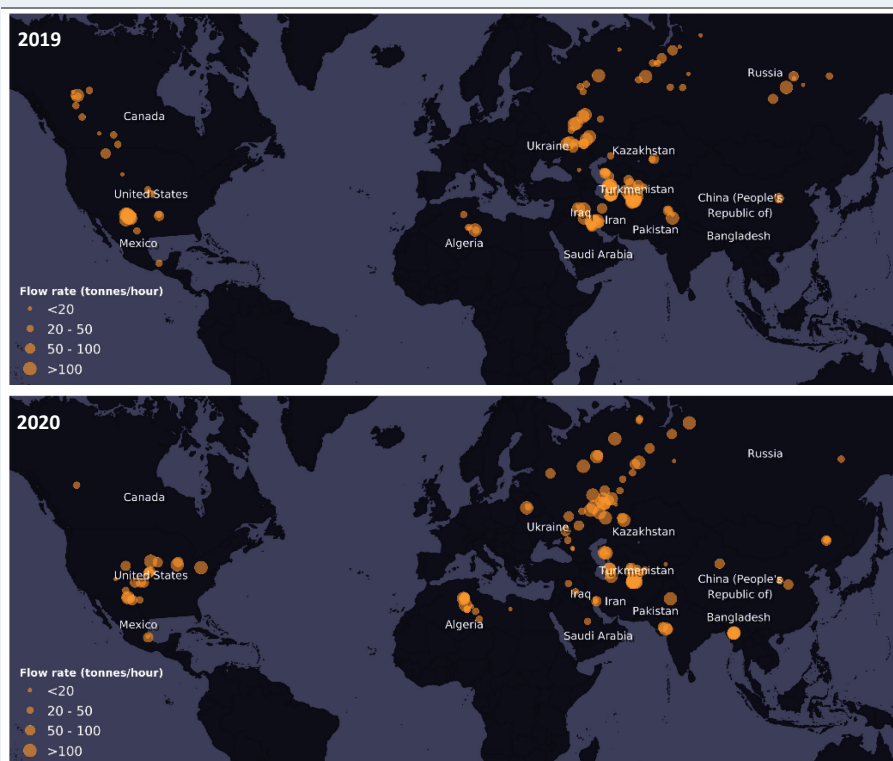 2019
Russia
Canada
Ukraine
Kazakhstan
United States
Turkmenistan
China (People's
Republic of)
Iraq
Iran
Pakistan
Bangladesh
Mexico
Algeria
Saudi Arabia
Flow rate (tonnes/hour)
<20
20 - 50
50 - 100
>100
2020
Russia
Canada
Ukraine
Kazakhstan
United States
Turkmenistan
China (People's
Republic of)
Iraq
Iran
Pakistan
Bangladesh
Mexico
Algeria
Saudi Arabia
Flow rate (tonnes/hour)
<20
20 - 50
50 - 100
>100